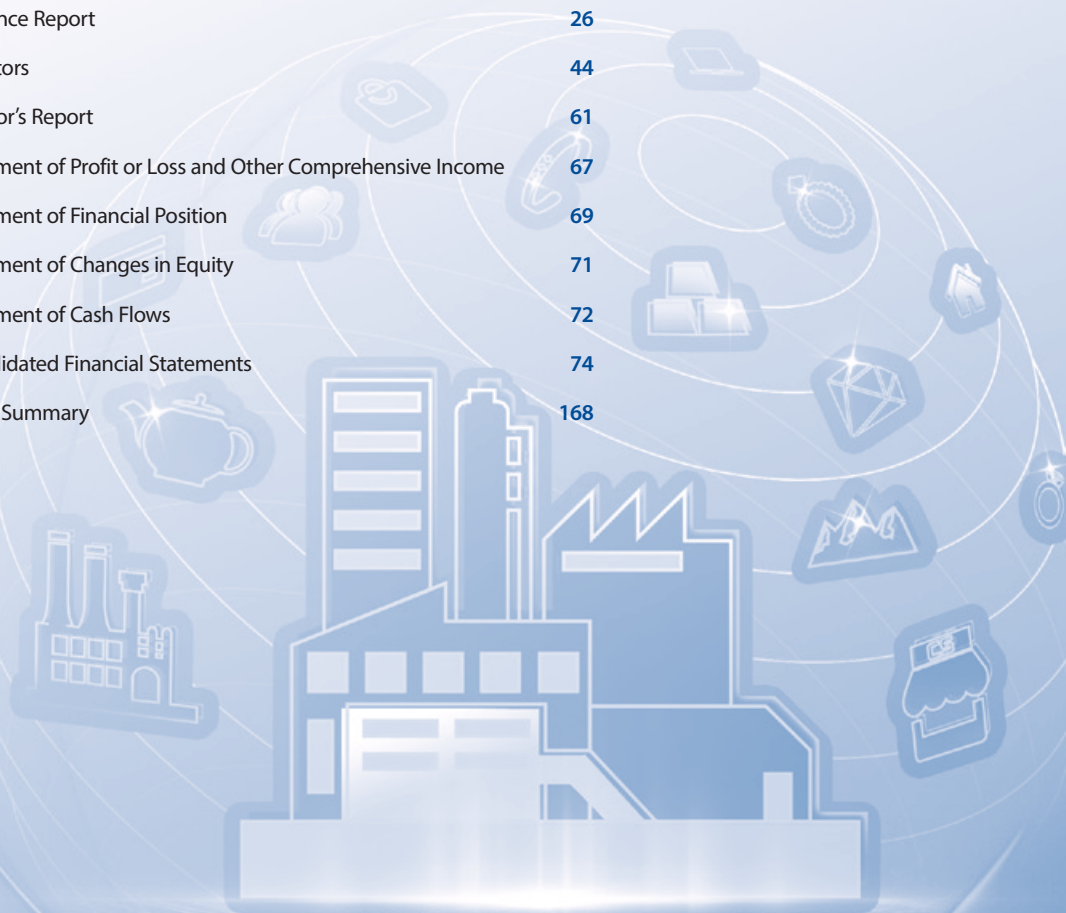 nce Report 26
tors 44
or's Report 61
ment of Profit or Loss and Other Comprehensive Income 67
ment of Financial Position 69
ment of Changes in Equity 71
ment of Cash Flows 72
lidated Financial Statements 74
Summary 168
CS